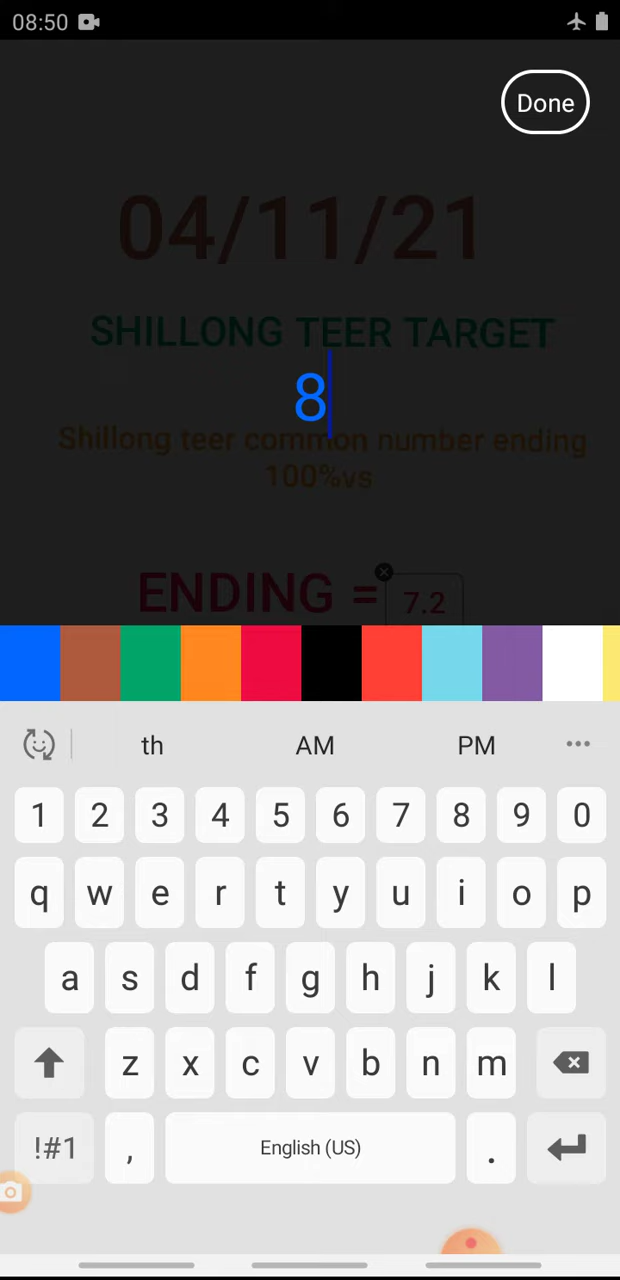 08:50
Done
04/11/21
SHILLONG TEER TARGET
8
Shillong teer common number ending
100%vs
ENDING = 7.2
th AM PM
1 2 3 4 5 6 7 8 9 0
q w e r t y u i o p
a s d f g h j k l
z x c v b n m
!#1 , English (US) .